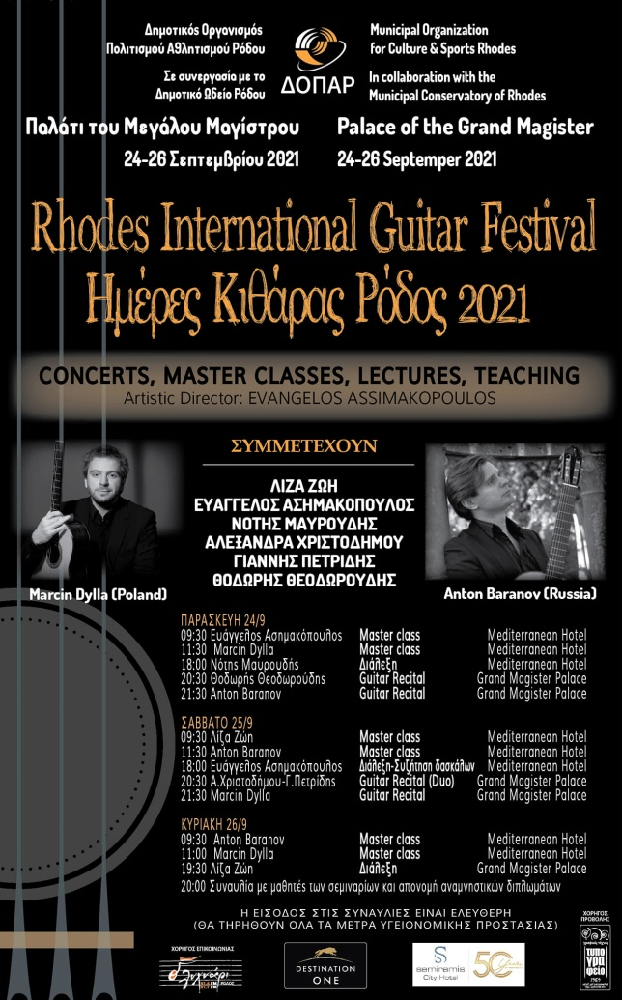 Δημοτικός Οργανισμός
Πολιτισμού Αθλητισμού Ρόδου
Σε συνεργασία με το
Δημοτικό Ωδείο Ρόδου
ΔΟΠΑΡ
Municipal Organization
for Culture & Sports Rhodes
In collaboration with the
Municipal Conservatory of Rhodes
Παλάτι του Μεγάλου Μαγίστρου
24-26 Σεπτεμβρίου 2021
Palace of the Grand Magister
24-26 Septemper 2021
Rhodes International Guitar Festival
Ημέρες Κιθάρας Ρόδος 2021
CONCERTS, MASTER CLASSES, LECTURES, TEACHING
Artistic Director: EVANGELOS ASSIMAKOPOULOS
ΣΥΜΜΕΤΕΧΟΥΝ
ΛΙΖΑ ΖΩΗ
ΕΥΑΓΓΕΛΟΣ ΑΣΗΜΑΚΟΠΟΥΛΟΣ
ΝΟΤΗΣ ΜΑΥΡΟΥΔΗΣ
ΑΛΕΞΑΝΔΡΑ ΧΡΙΣΤΟΔΗΜΟΥ
ΓΙΑΝΝΗΣ ΠΕΤΡΙΔΗΣ
ΘΟΔΩΡΗΣ ΘΕΟΔΩΡΟΥΔΗΣ
Marcin Dylla (Poland)
Anton Baranov (Russia)
ΠΑΡΑΣΚΕΥΗ 24/9
09:30 Ευάγγελος Ασημακόπουλος Master class Mediterranean Hotel
11:30 Marcin Dylla Master class Mediterranean Hotel
18:00 Νότης Μαυρουδής Διάλεξη Mediterranean Hotel
20:30 Θοδωρής Θεοδωρούδης Guitar Recital Grand Magister Palace
21:30 Anton Baranov Guitar Recital Grand Magister Palace
ΣΑΒΒΑΤΟ 25/9
09:30 Λίζα Ζώη Master class Mediterranean Hotel
11:30 Anton Baranov Master class Mediterranean Hotel
18:00 Ευάγγελος Ασημακόπουλος Διάλεξη-Συζήτηση δασκάλων Mediterranean Hotel
20:30 Α.Χριστοδήμου-Γ.Πετρίδης Guitar Recital (Duo) Grand Magister Palace
21:30 Marcin Dylla Guitar Recital Grand Magister Palace
ΚΥΡΙΑΚΗ 26/9
09:30 Anton Baranov Master class Mediterranean Hotel
11:00 Marcin Dylla Master class Mediterranean Hotel
19:30 Λίζα Ζώη Διάλεξη Grand Magister Palace
20:00 Συναυλία με μαθητές των σεμιναρίων και απονομή αναμνηστικών διπλωμάτων
Η ΕΙΣΟΔΟΣ ΣΤΙΣ ΣΥΝΑΥΛΙΕΣ ΕΙΝΑΙ ΕΛΕΥΘΕΡΗ
(ΘΑ ΤΗΡΗΘΟΥΝ ΟΛΑ ΤΑ ΜΕΤΡΑ ΥΓΕΙΟΝΟΜΙΚΗΣ ΠΡΟΣΤΑΣΙΑΣ)
ΧΟΡΗΓΟΣ ΕΠΙΚΟΙΝΩΝΙΑΣ
DESTINATION
ONE
semiramis
City Hotel
50
ΧΟΡΗΓΟΣ
ΠΡΟΒΟΛΗΣ
τυπο
γρα
φείο